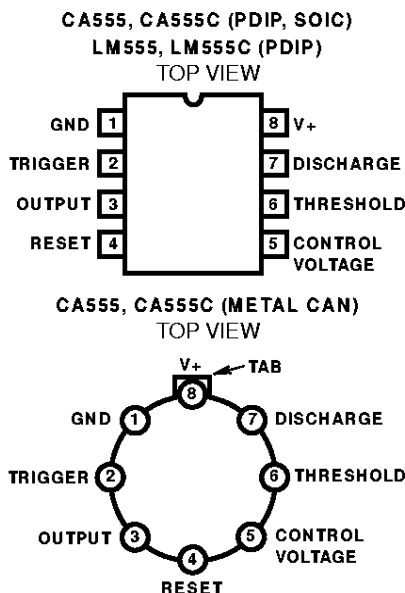 CA555, CA555C (PDIP, SOIC)
LM555, LM555C (PDIP)
TOP VIEW
GND 1 8 V+
TRIGGER 2 7 DISCHARGE
OUTPUT 3 6 THRESHOLD
RESET 4 5 CONTROL
VOLTAGE
CA555, CA555C (METAL CAN)
TOP VIEW
V+ TAB
8
GND 1 7 DISCHARGE
TRIGGER 2 6 THRESHOLD
OUTPUT 3 5 CONTROL
VOLTAGE
4
RESET